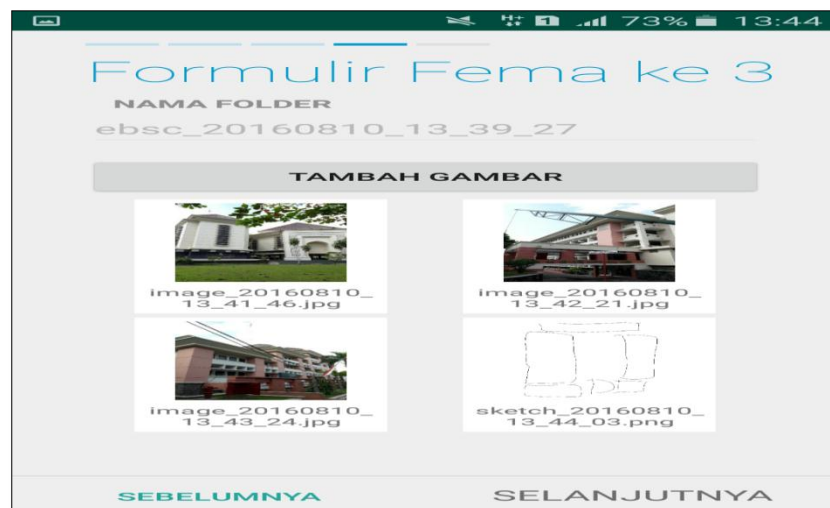 73% 13:44
Formulir Fema ke 3
NAMA FOLDER
ebsc_20160810_13_39_27
TAMBAH GAMBAR
image_20160810_
13_41_46.jpg
image_20160810_
13_42_21.jpg
image_20160810_
13_43_24.jpg
sketch_20160810_
13_44_03.png
SEBELUMNYA
SELANJUTNYA